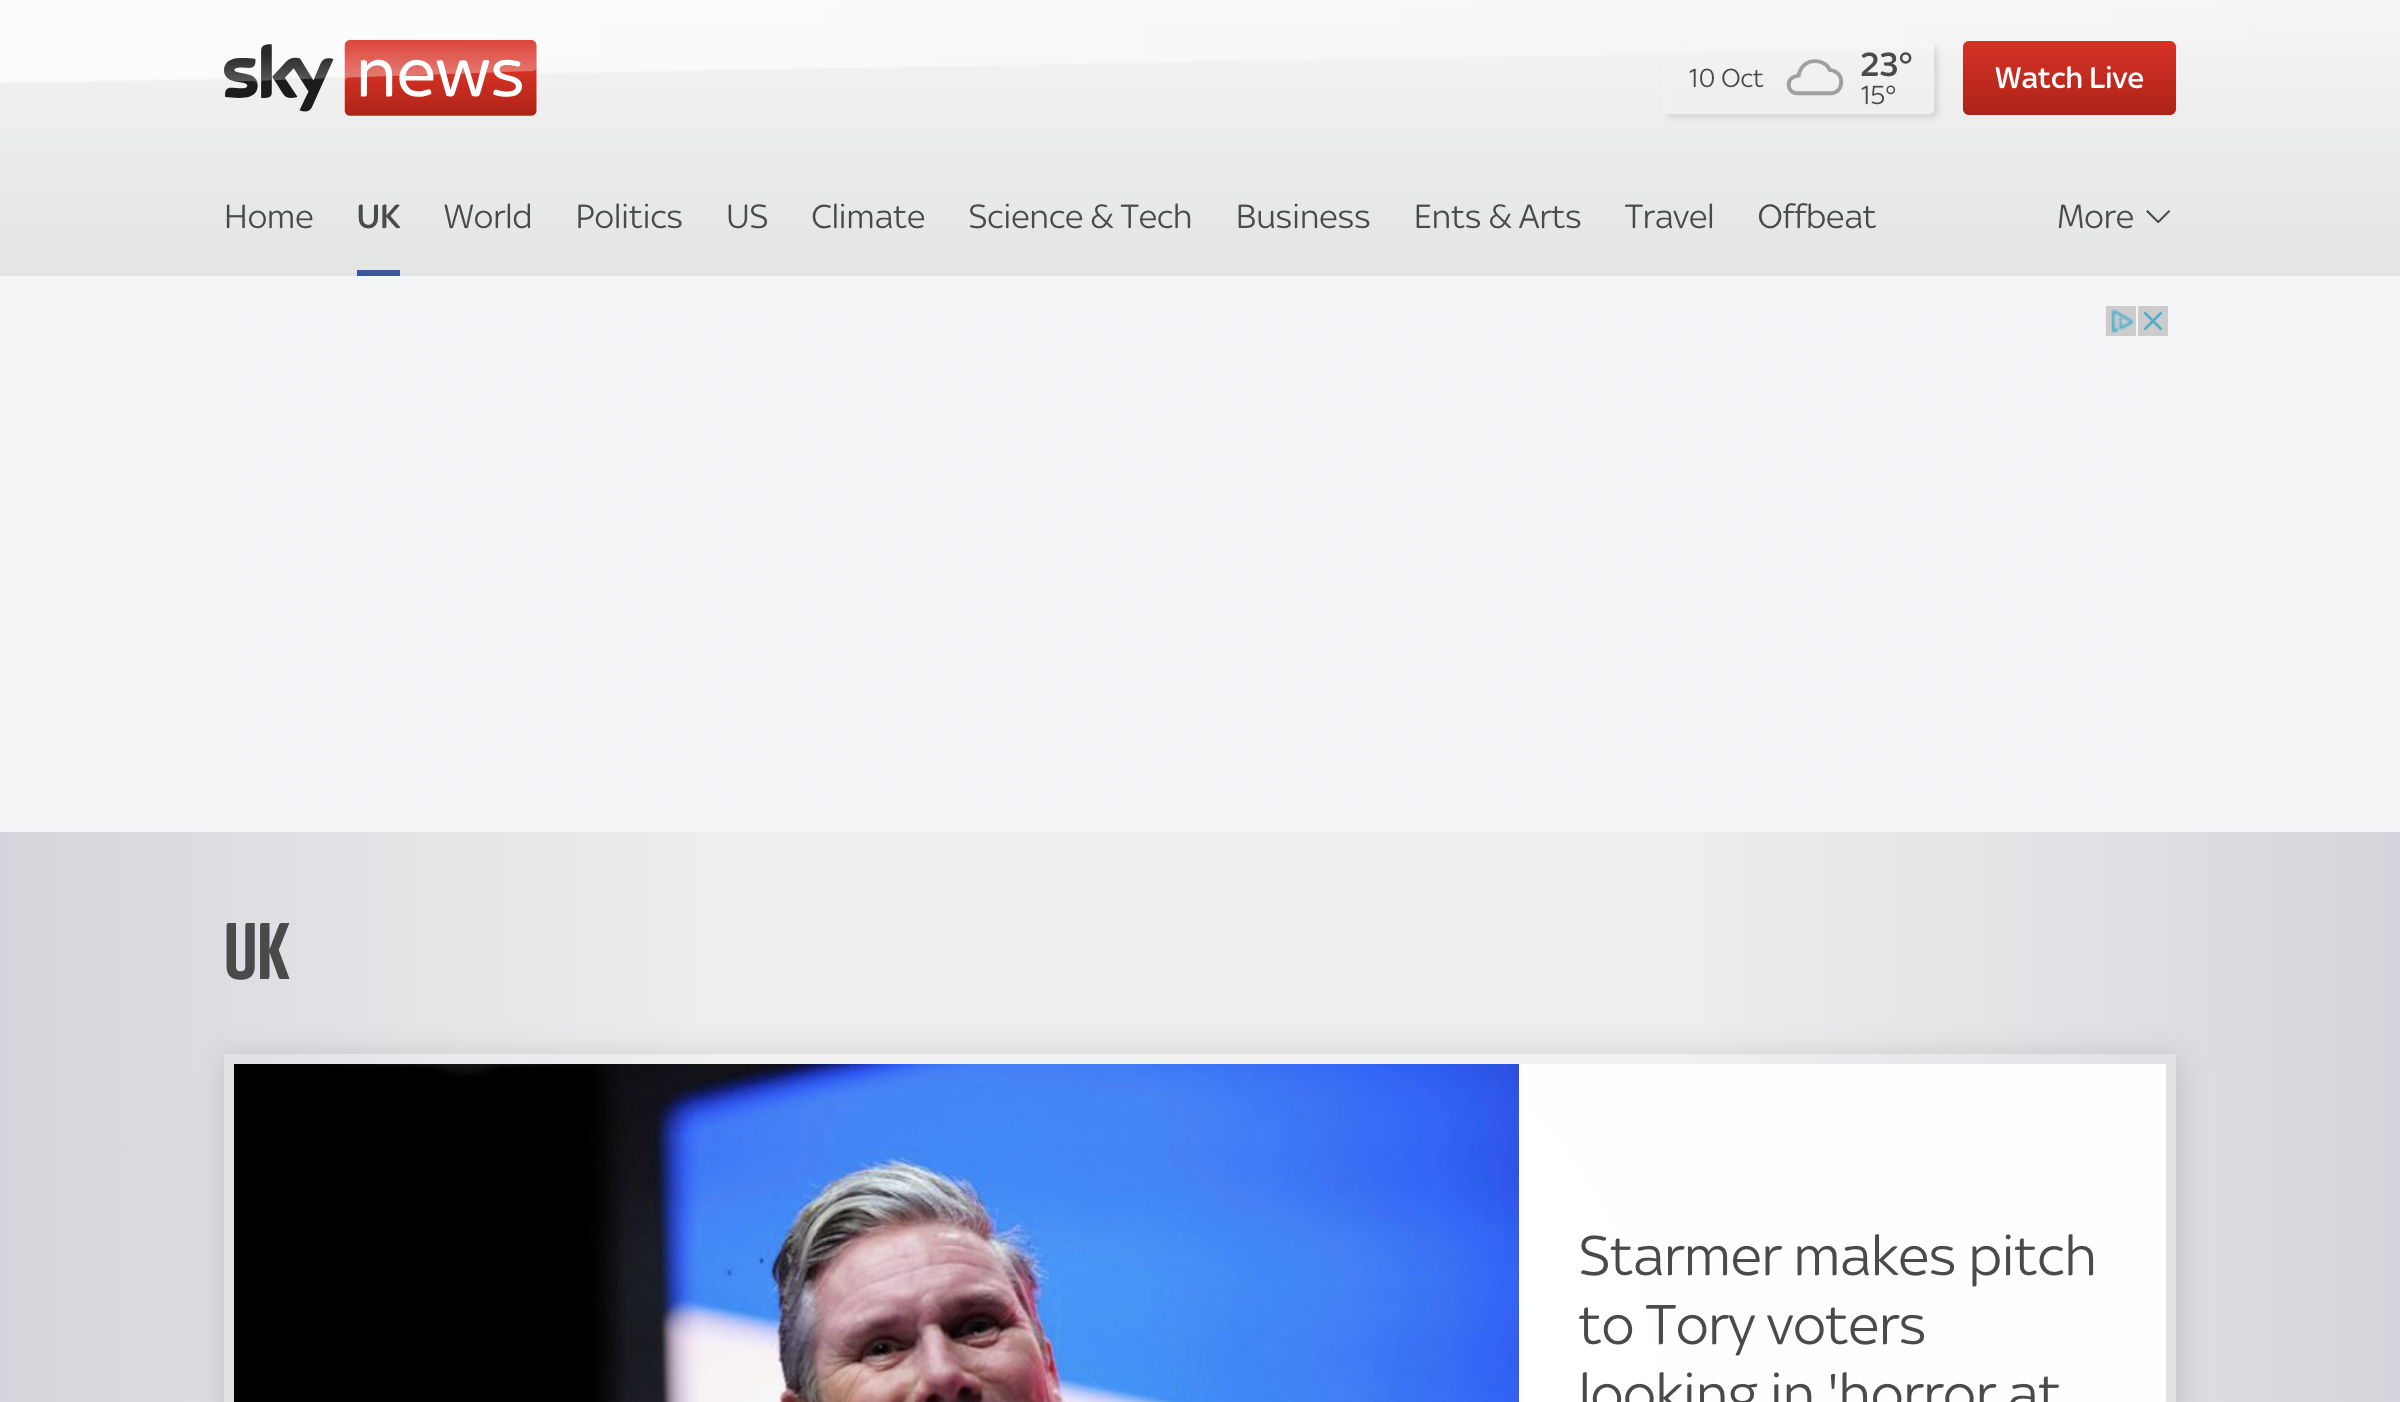 sky news
10 Oct 23° 15°
Watch Live
Home UK World Politics US Climate Science & Tech Business Ents & Arts Travel Offbeat More
UK
Starmer makes pitch
to Tory voters
looking in 'horror at